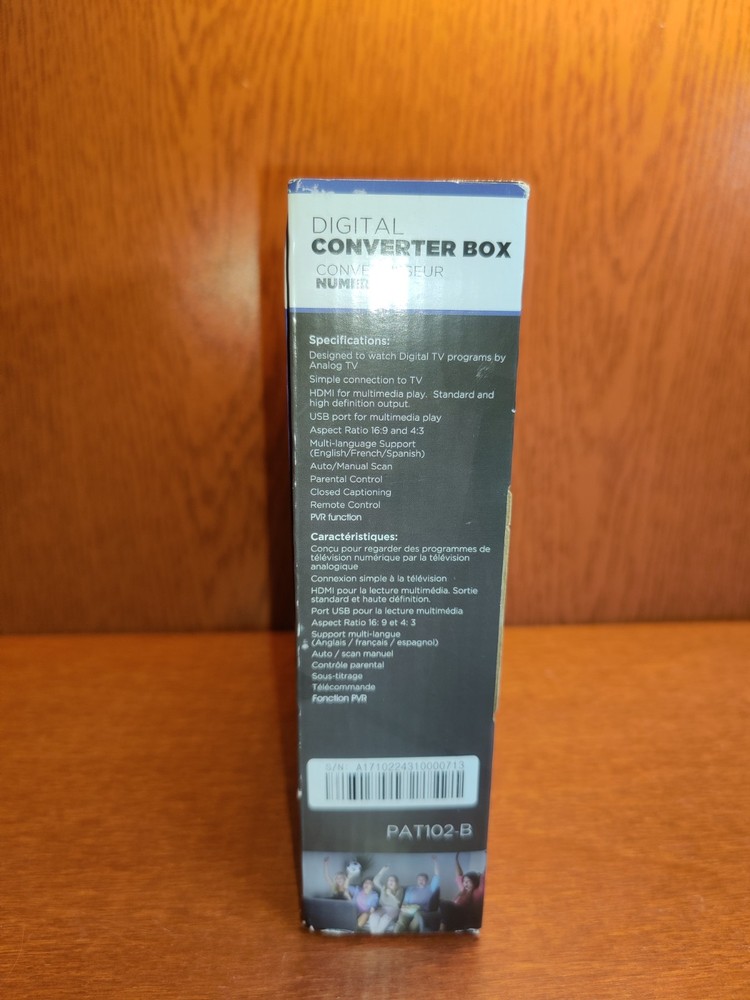 DIGITAL
CONVERTER BOX
Specifications:
Designed to watch Digital TV programs by
Analog TV
Simple connection to TV
HDMI for multimedia play. Standard and
high definition output.
USB port for multimedia play
Aspect Ratio 16:9 and 4:3
Multi-language Support
(English/French/Spanish)
Auto/Manual Scan
Parental Control
Closed Captioning
Remote Control
PVR function
Caractéristiques:
Conçu pour regarder des programmes de
télévision numérique par la télévision
analogique
Connexion simple à la télévision
HDMI pour la lecture multimédia. Sortie
standard et haute définition.
Port USB pour la lecture multimédia
Aspect Ratio 16: 9 et 4: 3
Support multi-langue
(Anglais / français / espagnol)
Auto / scan manuel
Contrôle parental
Sous-titrage
Télécommande
Fonction PVR
S/N: A1710224310000713
PAT102-B